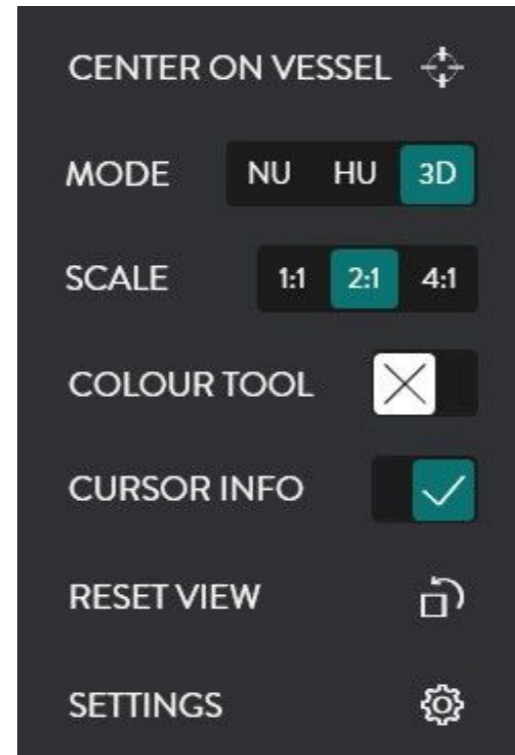 CENTER ON VESSEL
MODE NU HU 3D
SCALE 1:1 2:1 4:1
COLOUR TOOL
CURSOR INFO
RESET VIEW
SETTINGS